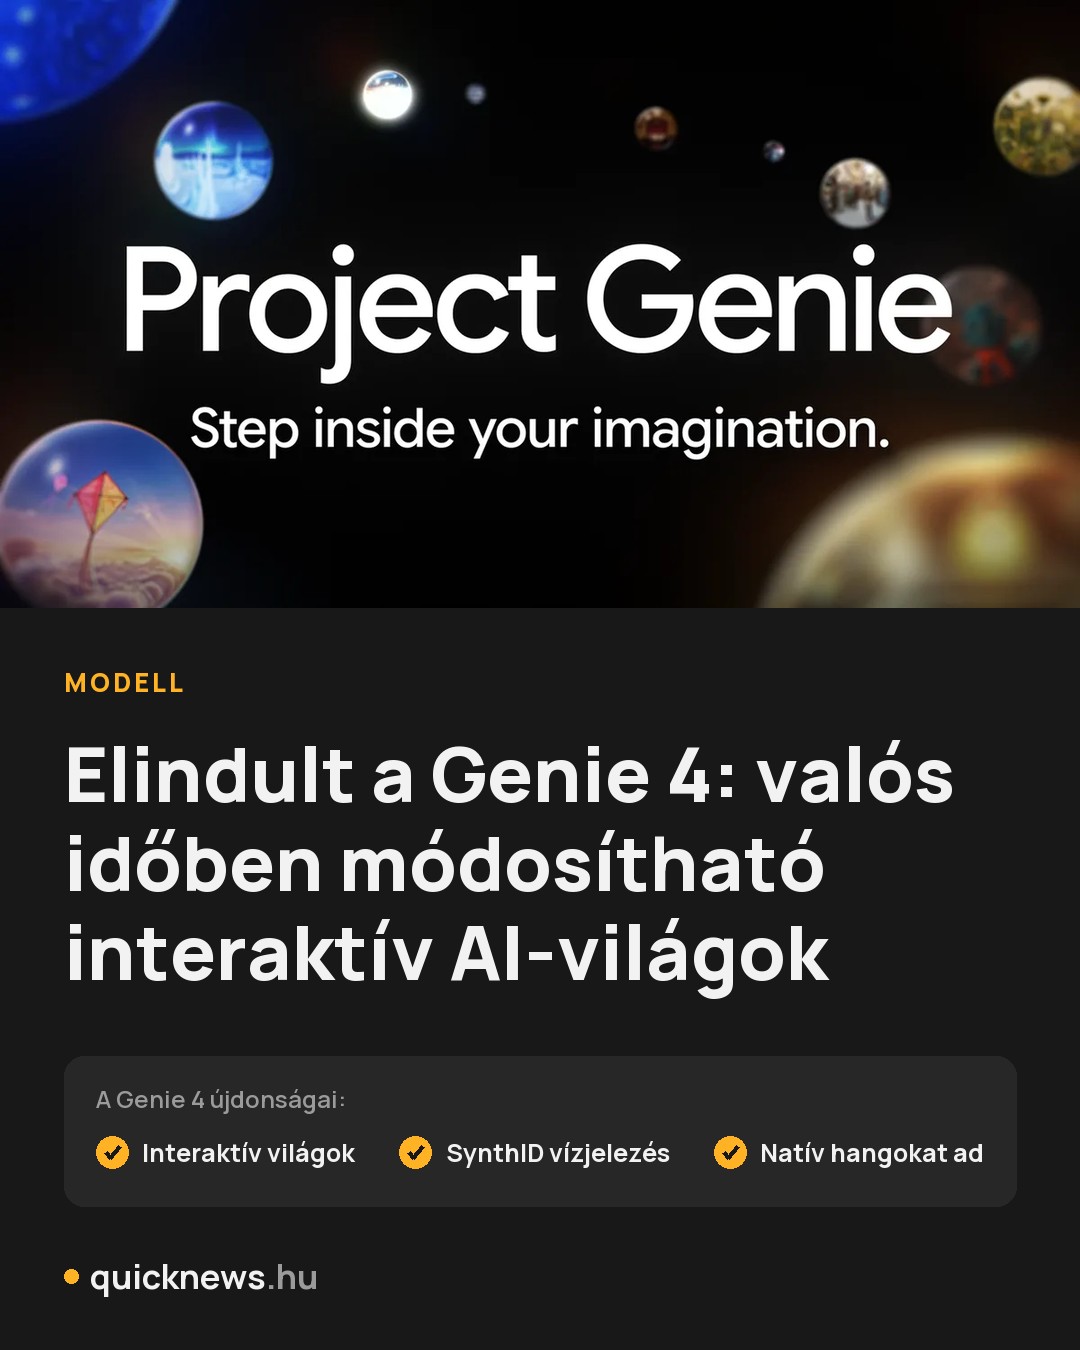 Project Genie
Step inside your imagination.
MODELL
Elindult a Genie 4: valós
időben módosítható
interaktív AI-világok
A Genie 4 újdonságai:
Interaktív világok
SynthID vízjelezés
Natív hangokat ad
quicknews.hu